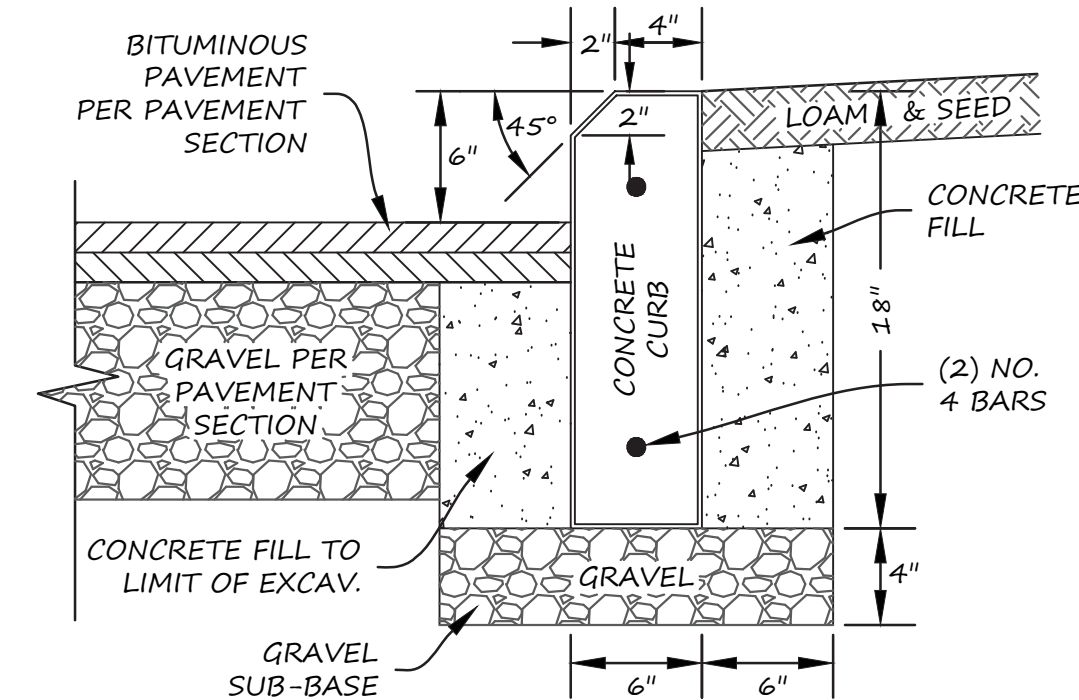 BITUMINOUS
PAVEMENT
PER PAVEMENT
SECTION
2"
4"
45°
6"
2"
LOAM & SEED
CONCRETE
FILL
CONCRETE
CURB
18"
GRAVEL PER
PAVEMENT
SECTION
(2) NO.
4 BARS
CONCRETE FILL TO
LIMIT OF EXCAV.
GRAVEL
4"
GRAVEL
SUB-BASE
6"
6"